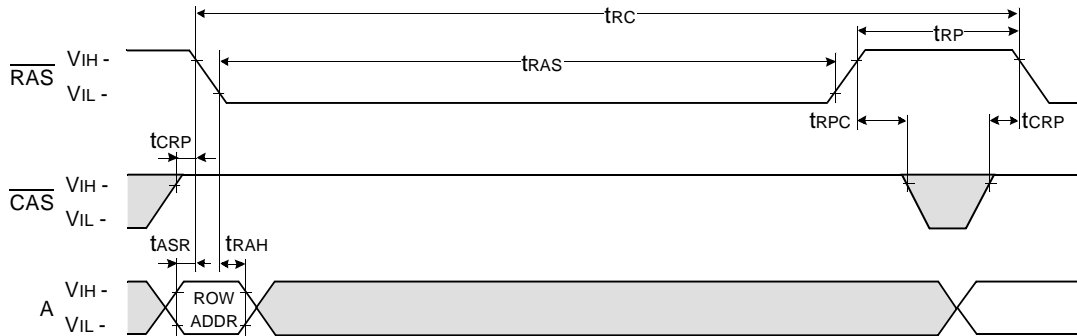 tRC
tRP
RAS
VIH -
VIL -
tRAS
tCRP
tRPC
tCRP
CAS
VIH -
VIL -
tASR
tRAH
A
VIH -
VIL -
ROW
ADDR